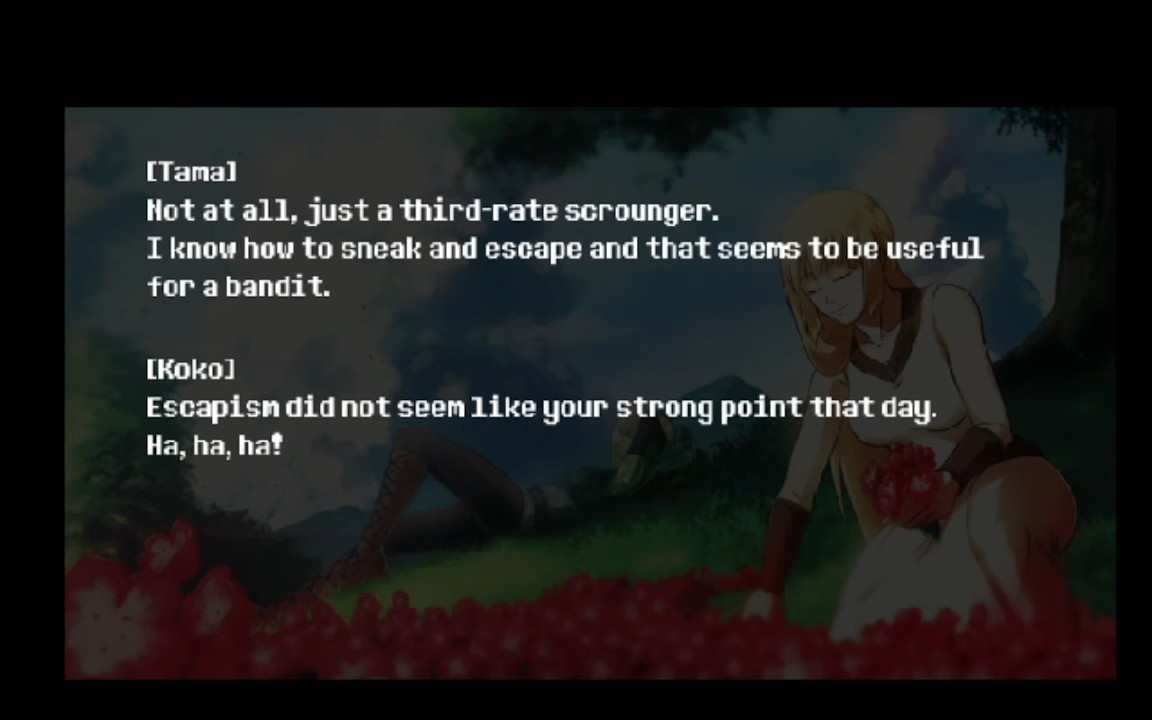 [Tama]
Not at all, just a third-rate scrounger.
I know how to sneak and escape and that seems to be useful
for a bandit.
[Koko]
Escapism did not seem like your strong point that day.
Ha, ha, ha!